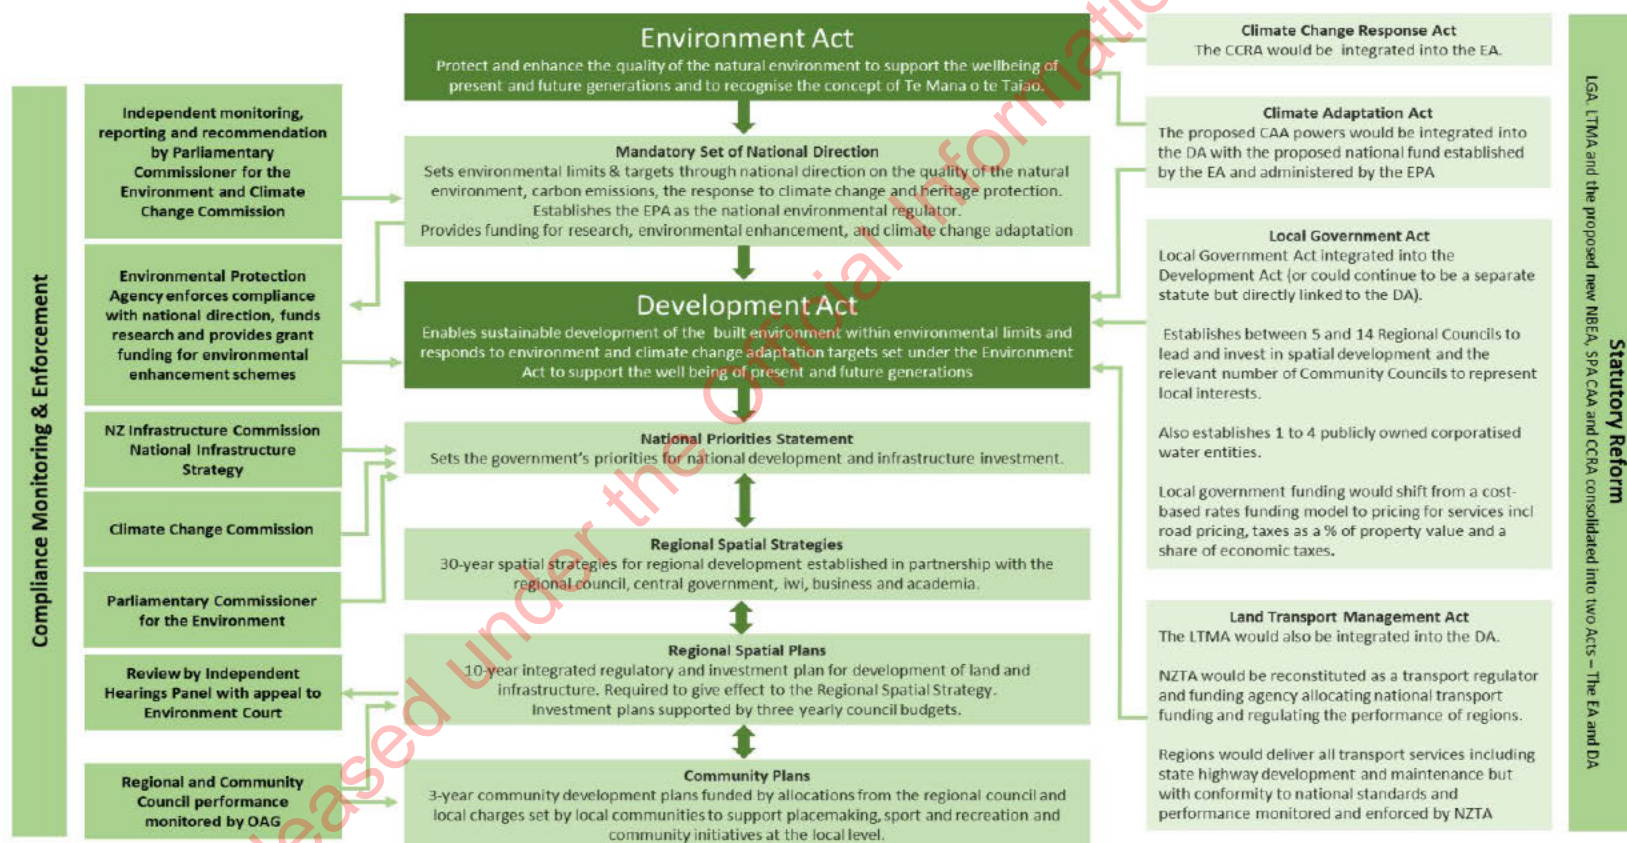 Compliance Monitoring & Enforcement
Independent monitoring,
reporting and recommendation
by Parliamentary
Commissioner for the
Environment and Climate
Change Commission
Environmental Protection
Agency enforces compliance
with national direction, funds
research and provides grant
funding for environmental
enhancement schemes
NZ Infrastructure Commission
National Infrastructure
Strategy
Climate Change Commission
Parliamentary Commissioner
for the Environment
Review by Independent
Hearings Panel with appeal to
Environment Court
Regional and Community
Council performance
monitored by OAG
Environment Act
Protect and enhance the quality of the natural environment to support the wellbeing of
present and future generations and to recognise the concept of Te Mana o te Taiao.
Mandatory Set of National Direction
Sets environmental limits & targets through national direction on the quality of the natural
environment, carbon emissions, the response to climate change and heritage protection.
Establishes the EPA as the national environmental regulator.
Provides funding for research, environmental enhancement, and climate change adaptation
Development Act
Enables sustainable development of the built environment within environmental limits and
responds to environment and climate change adaptation targets set under the Environment
Act to support the well being of present and future generations
National Priorities Statement
Sets the government's priorities for national development and infrastructure investment.
Regional Spatial Strategies
30-year spatial strategies for regional development established in partnership with the
regional council, central government, iwi, business and academia.
Regional Spatial Plans
10-year integrated regulatory and investment plan for development of land and
infrastructure. Required to give effect to the Regional Spatial Strategy.
Investment plans supported by three yearly council budgets.
Community Plans
3-year community development plans funded by allocations from the regional council and
local charges set by local communities to support placemaking, sport and recreation and
community initiatives at the local level.
Climate Change Response Act
The CCRA would be integrated into the EA.
Climate Adaptation Act
The proposed CAA powers would be integrated into
the DA with the proposed national fund established
by the EA and administered by the EPA
Local Government Act
Local Government Act integrated into the
Development Act (or could continue to be a separate
statute but directly linked to the DA).
Establishes between 5 and 14 Regional Councils to
lead and invest in spatial development and the
relevant number of Community Councils to represent
local interests.
Also establishes 1 to 4 publicly owned corporatised
water entities.
Local government funding would shift from a cost-
based rates funding model to pricing for services incl
road pricing, taxes as a % of property value and a
share of economic taxes.
Land Transport Management Act
The LTMA would also be integrated into the DA.
NZTA would be reconstituted as a transport regulator
and funding agency allocating national transport
funding and regulating the performance of regions.
Regions would deliver all transport services including
state highway development and maintenance but
with conformity to national standards and
performance monitored and enforced by NZTA
Statutory Reform
LGA, LTMA and the proposed new NBEA, SPA CAA and CCRA consolidated into two Acts – The EA and DA
eased under the Official Informatio